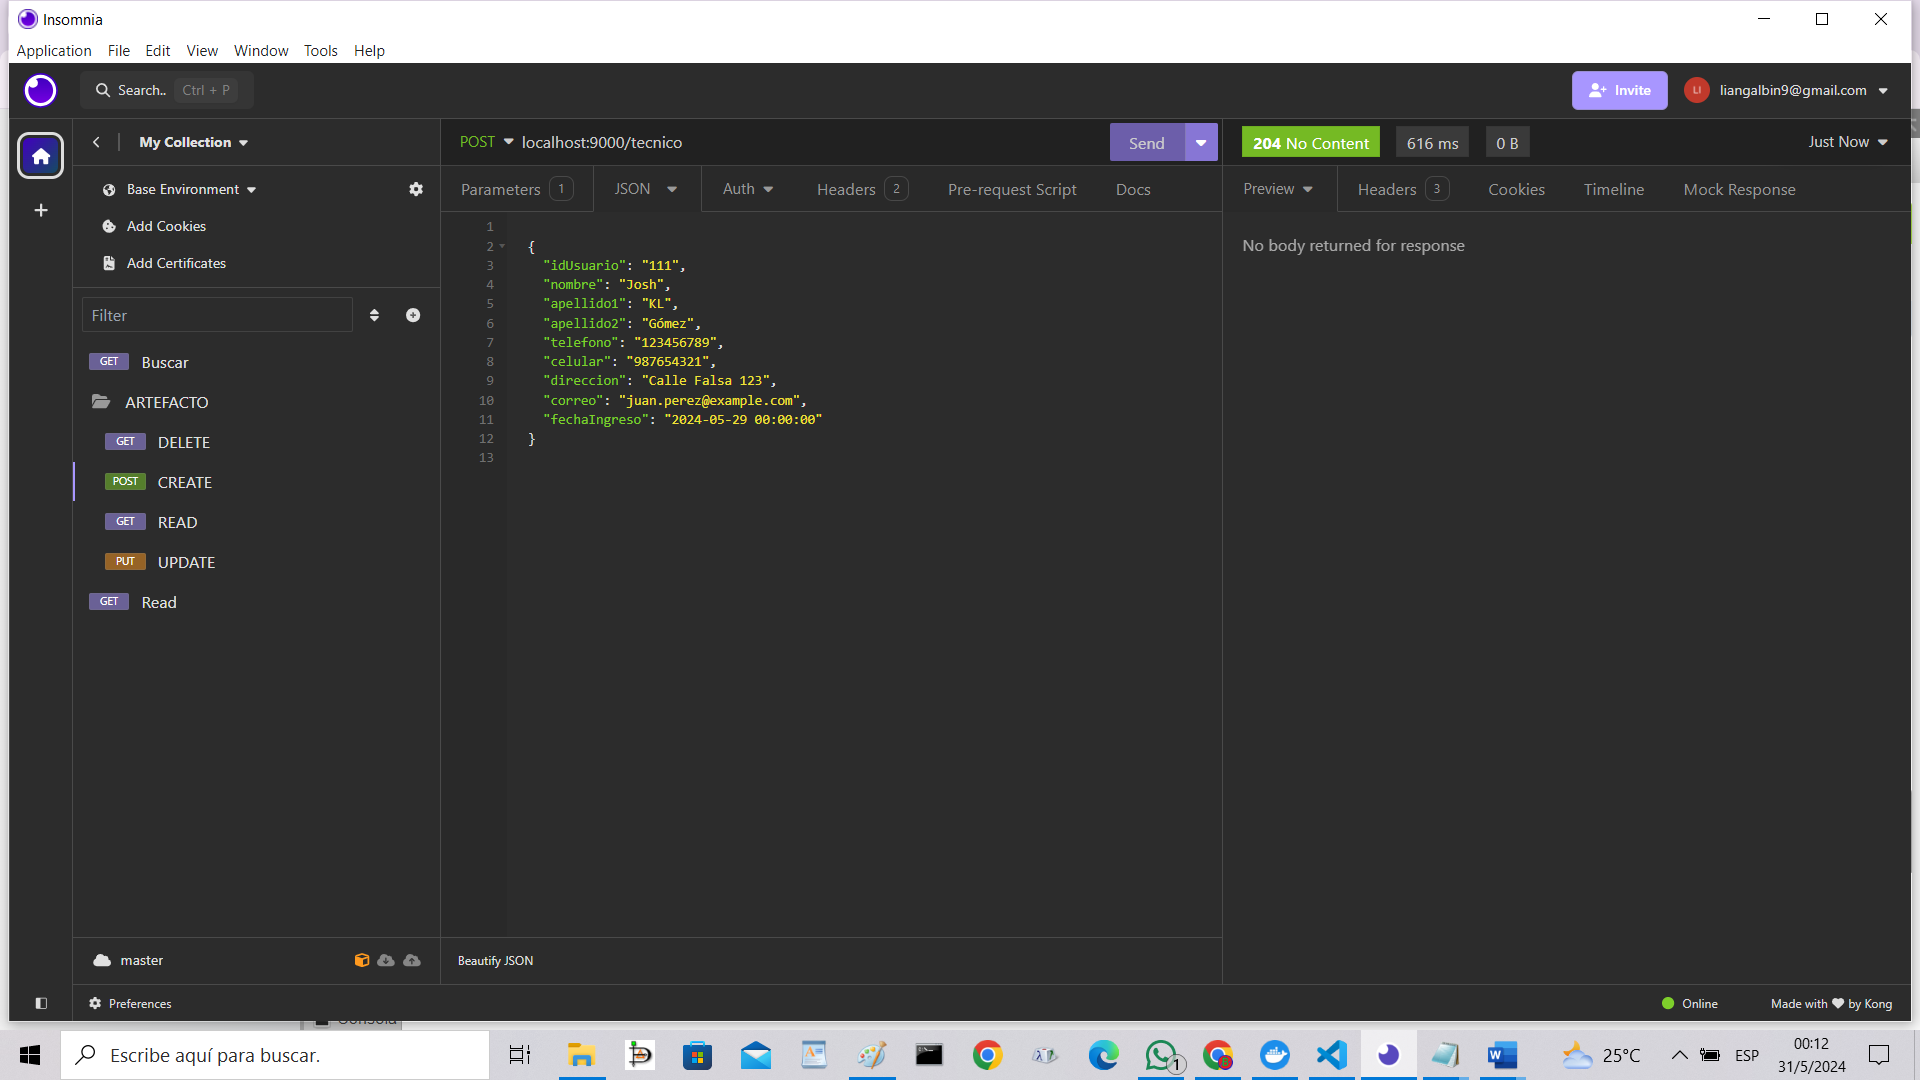 Insomnia
Application File Edit View Window Tools Help
Search.. Ctrl + P
Invite
LI liangalbin9@gmail.com
My Collection
POST localhost:9000/tecnico
Send
204 No Content 616 ms 0 B
Just Now
Base Environment
Add Cookies
Add Certificates
Parameters 1 JSON Auth Headers 2 Pre-request Script Docs
Preview Headers 3 Cookies Timeline Mock Response
Filter
GET Buscar
ARTEFACTO
GET DELETE
POST CREATE
GET READ
PUT UPDATE
GET Read
1
2 {
3 "idUsuario": "111",
4 "nombre": "Josh",
5 "apellido1": "KL",
6 "apellido2": "Gómez",
7 "telefono": "123456789",
8 "celular": "987654321",
9 "direccion": "Calle Falsa 123",
10 "correo": "juan.perez@example.com",
11 "fechaIngreso": "2024-05-29 00:00:00"
12 }
13
No body returned for response
master
Beautify JSON
Preferences
Online
Made with ❤ by Kong
Consola
Escribe aquí para buscar.
1
25°C
ESP
00:12
31/5/2024